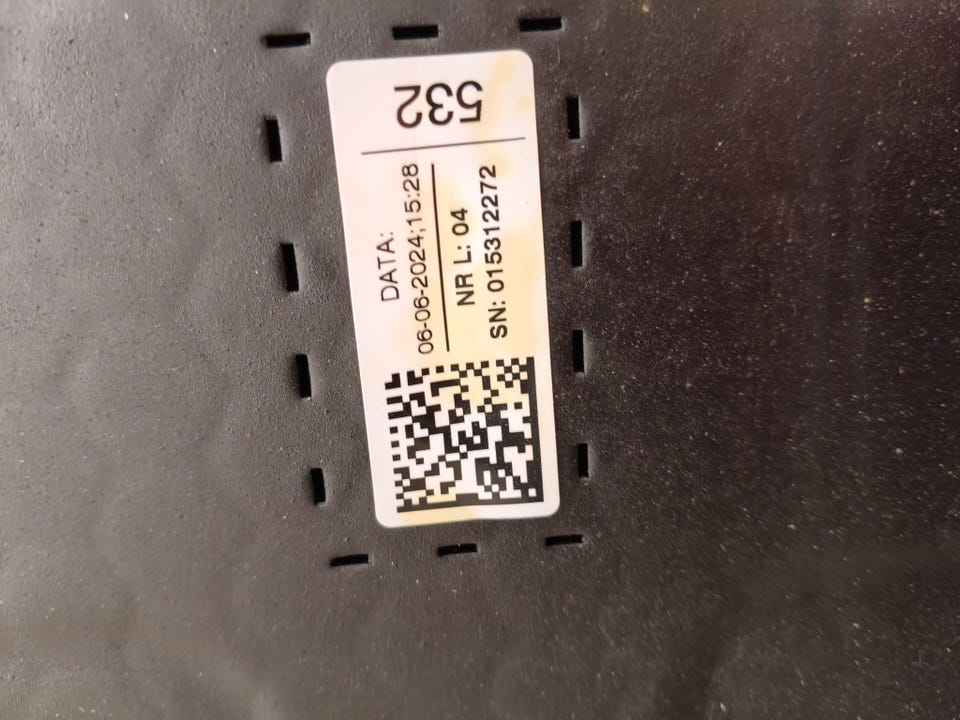 DATA:
06-06-2024;15:28
NR L: 04
SN: 015312272
532